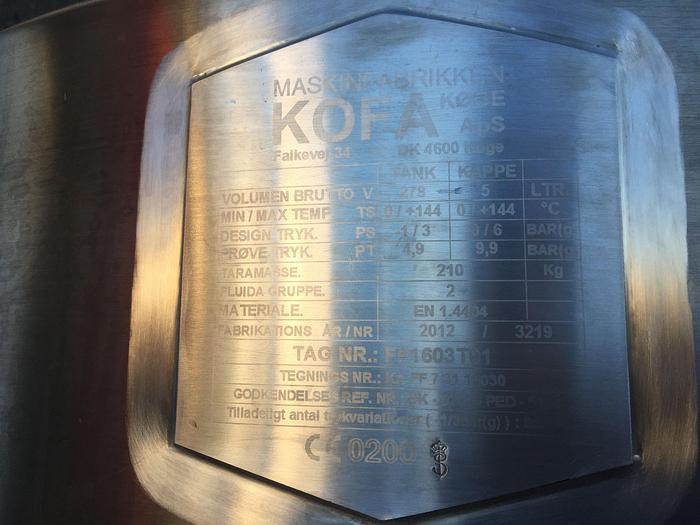 MASKINFABRIKKEN
KOFA KØGE
ApS
Falkevej 34 DK 4600 Køge
TANK KAPPE
VOLUMEN BRUTTO V 278 5 LTR.
MIN / MAX TEMP TS 0 / +144 0 / +144 °C
DESIGN TRYK. PS -1 / 3 / 6 BAR(g)
PRØVE TRYK. PT 4,9 9,9 BAR(g)
TARAMASSE. 210 Kg
FLUIDA GRUPPE. 2
MATERIALE. EN 1.4404
FABRIKATIONS ÅR / NR 2012 / 3219
TAG NR.: T01
TEGNINGS NR.:
GODKENDELSES REF. NR. PED -
Tilladeligt antal trykvariationer
CE 0200